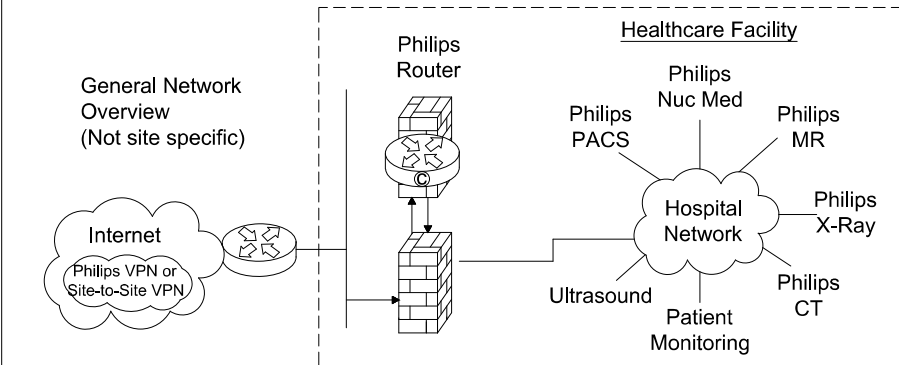 Healthcare Facility
General Network
Overview
(Not site specific)
Philips
Router
C
Internet
Philips VPN or
Site-to-Site VPN
Hospital
Network
Philips
PACS
Philips
Nuc Med
Philips
MR
Philips
X-Ray
Philips
CT
Patient
Monitoring
Ultrasound